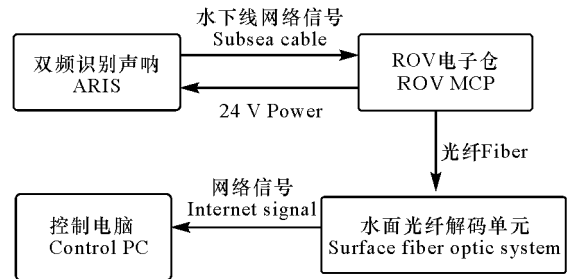 水下线网络信号
Subsea cable
双频识别声呐
ARIS
ROV电子仓
ROV MCP
24 V Power
光纤Fiber
网络信号
Internet signal
控制电脑
Control PC
水面光纤解码单元
Surface fiber optic system